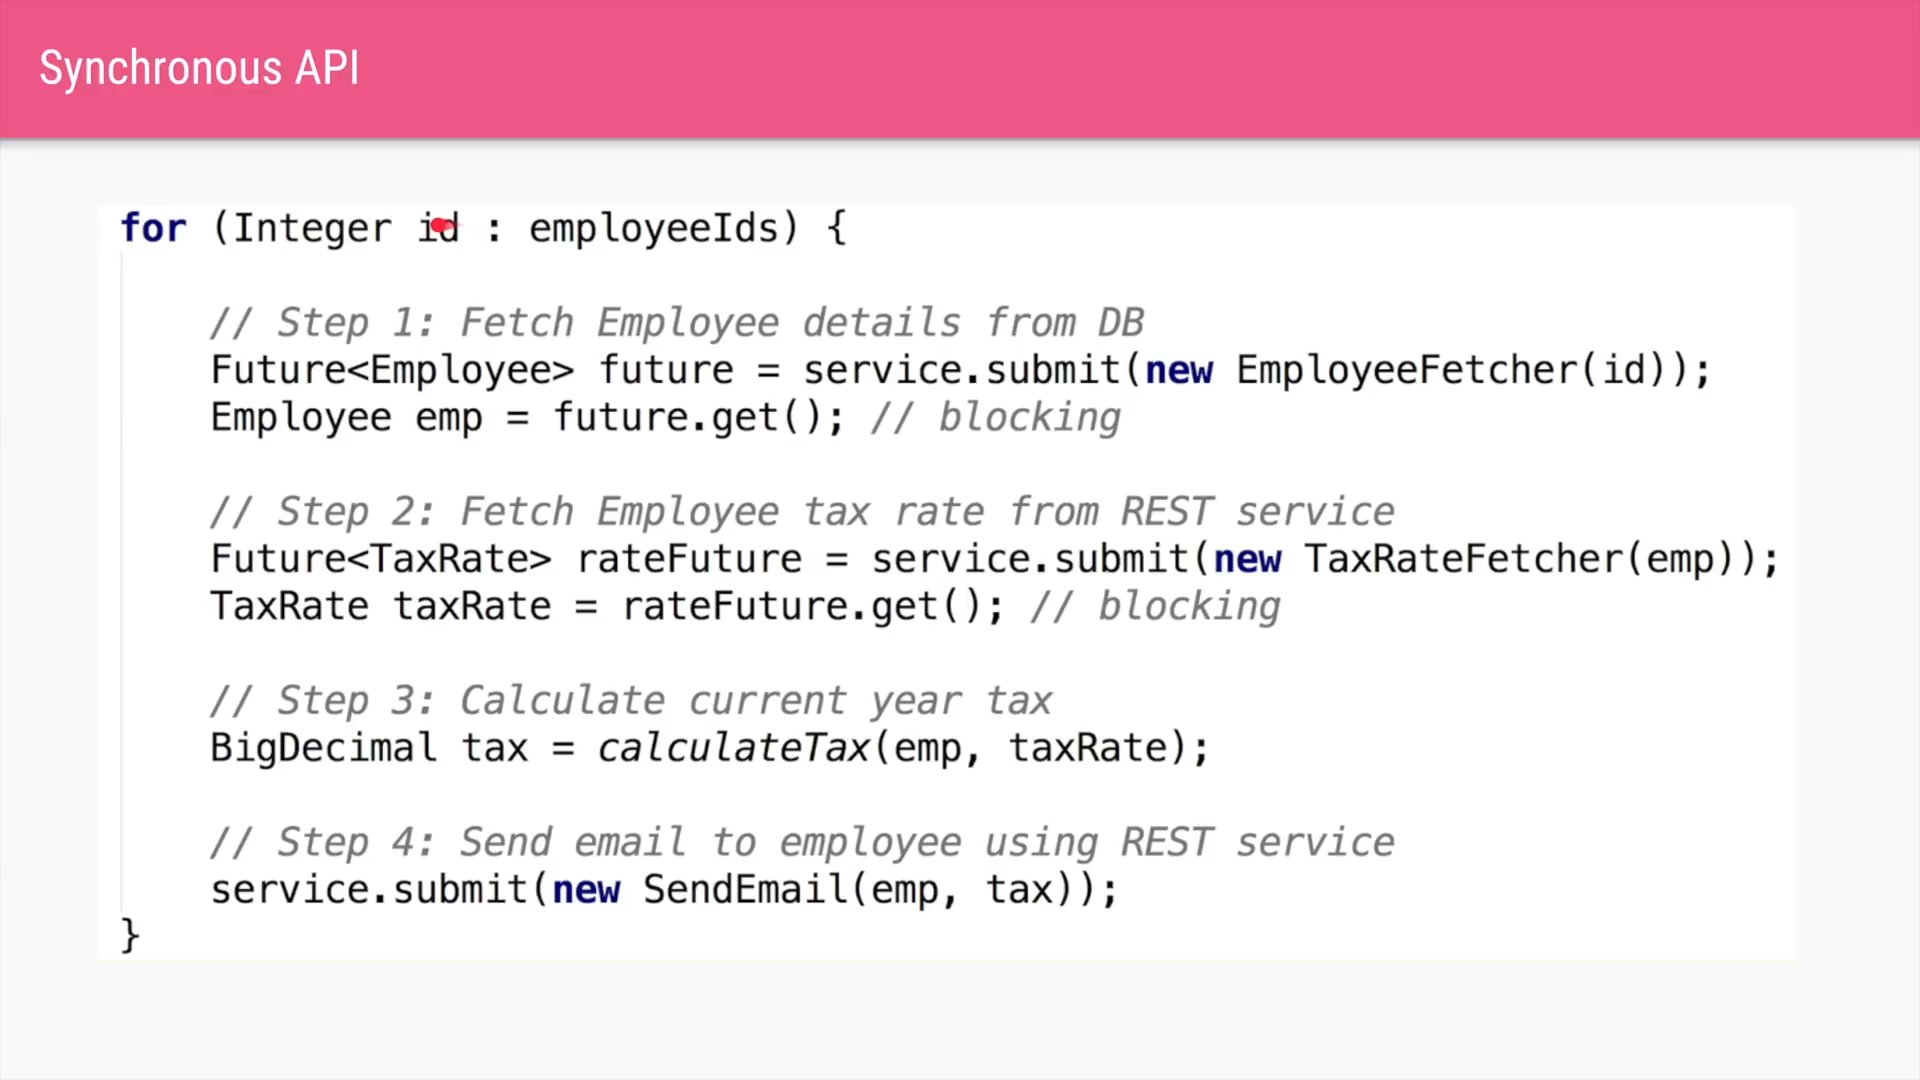 Synchronous API
for (Integer id : employeeIds) {
// Step 1: Fetch Employee details from DB
Future<Employee> future = service.submit(new EmployeeFetcher(id));
Employee emp = future.get(); // blocking
// Step 2: Fetch Employee tax rate from REST service
Future<TaxRate> rateFuture = service.submit(new TaxRateFetcher(emp));
TaxRate taxRate = rateFuture.get(); // blocking
// Step 3: Calculate current year tax
BigDecimal tax = calculateTax(emp, taxRate);
// Step 4: Send email to employee using REST service
service.submit(new SendEmail(emp, tax));
}